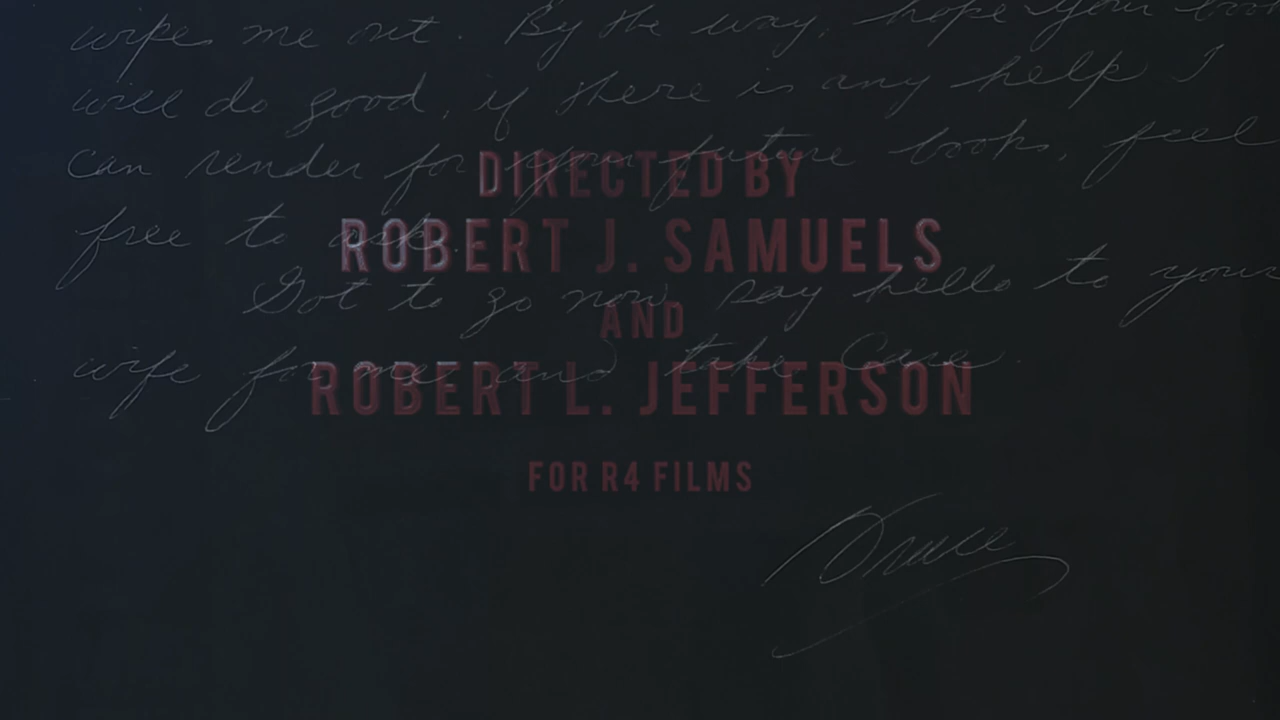 wipe me out. By the way, hope your book
will do good, if there is any help I
can render for your future books, feel
DIRECTED BY
free to ask.
ROBERT J. SAMUELS
Got to go now, say hello to your
AND
wife for me and take care.
ROBERT L. JEFFERSON
FOR R4 FILMS
Bruce